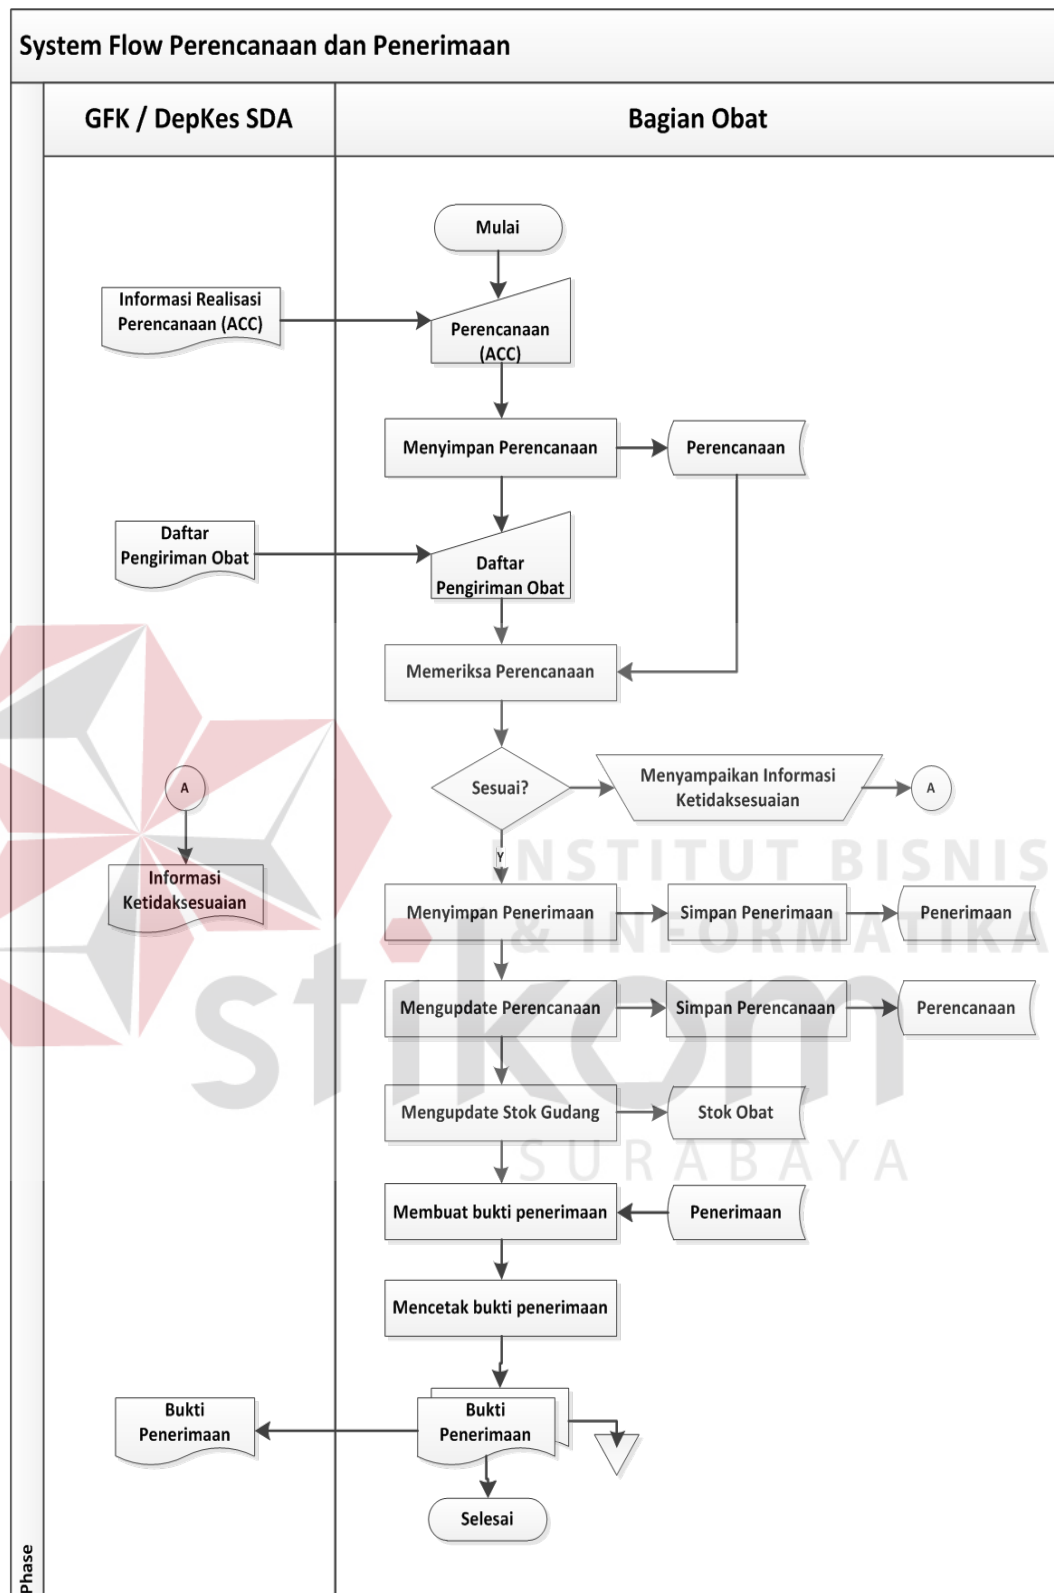 System Flow Perencanaan dan Penerimaan
GFK / DepKes SDA
Bagian Obat
Mulai
Informasi Realisasi
Perencanaan (ACC)
Perencanaan
(ACC)
Menyimpan Perencanaan
Perencanaan
Daftar
Pengiriman Obat
Daftar
Pengiriman Obat
Memeriksa Perencanaan
Sesuai?
Menyampaikan Informasi
Ketidaksesuaian
A
A
Y
Informasi
Ketidaksesuaian
INSTITUT BISNIS
& INFORMATIKA
Menyimpan Penerimaan
Simpan Penerimaan
Penerimaan
stikom
Mengupdate Perencanaan
Simpan Perencanaan
Perencanaan
Mengupdate Stok Gudang
Stok Obat
SURABAYA
Membuat bukti penerimaan
Penerimaan
Mencetak bukti penerimaan
Bukti
Penerimaan
Bukti
Penerimaan
Selesai
Phase